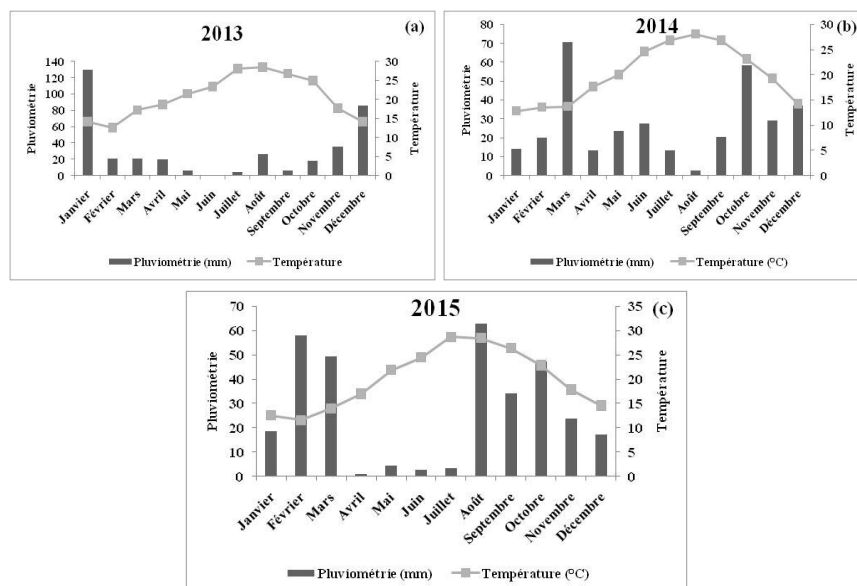 2013
(a)
Pluviométrie
140
120
100
80
60
40
20
0
Température
30
25
20
15
10
5
0
Janvier
Février
Mars
Avril
Mai
Juin
Juillet
Août
Septembre
Octobre
Novembre
Décembre
Pluviométrie (mm)
Température
2014
(b)
Pluviométrie
80
70
60
50
40
30
20
10
0
Température
30
25
20
15
10
5
0
Janvier
Février
Mars
Avril
Mai
Juin
Juillet
Août
Septembre
Octobre
Novembre
Décembre
Pluviométrie (mm)
Température (°C)
2015
(c)
Pluviométrie
70
60
50
40
30
20
10
0
Température
35
30
25
20
15
10
5
0
Janvier
Février
Mars
Avril
Mai
Juin
Juillet
Août
Septembre
Octobre
Novembre
Décembre
Pluviométrie (mm)
Température (°C)